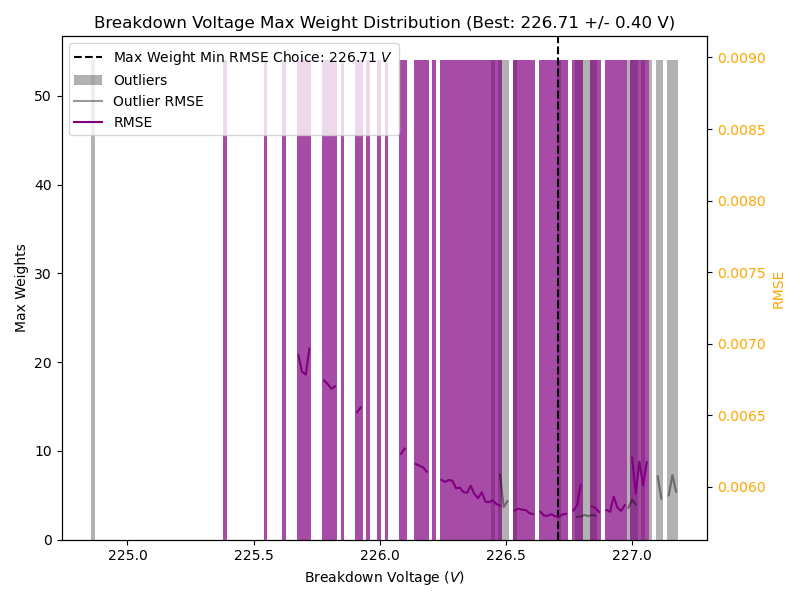 Breakdown Voltage Max Weight Distribution (Best: 226.71 +/- 0.40 V)
Max Weight Min RMSE Choice: 226.71 V
Outliers
Outlier RMSE
RMSE
Max Weights
50
40
30
20
10
0
0.0090
0.0085
0.0080
0.0075
0.0070
0.0065
0.0060
RMSE
225.0 225.5 226.0 226.5 227.0
Breakdown Voltage (V)